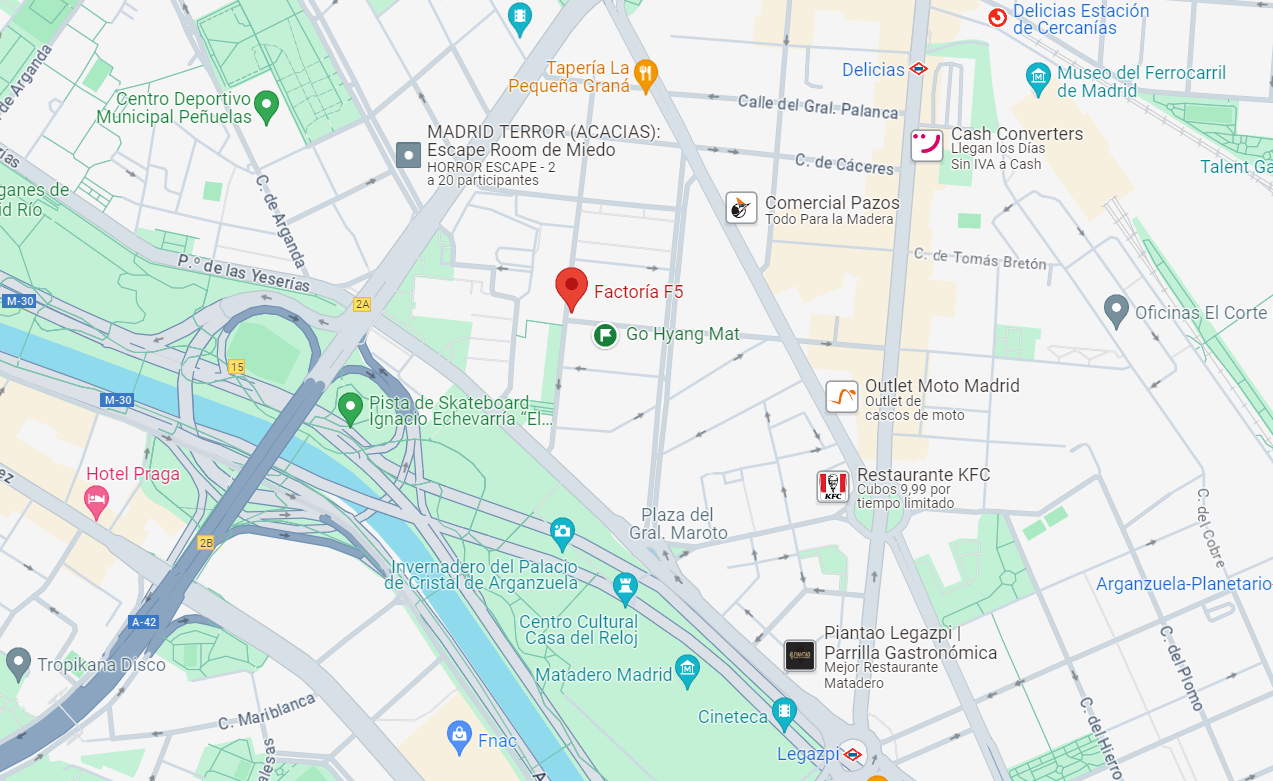 Delicias Estación
de Cercanías
Tapería La
Pequeña Graná
Delicias
Museo del Ferrocarril
de Madrid
de Arganda
Centro Deportivo
Municipal Peñuelas
Calle del Gral. Palanca
MADRID TERROR (ACACIAS):
Escape Room de Miedo
HORROR ESCAPE - 2
a 20 participantes
Cash Converters
Llegan los Días
Sin IVA a Cash
C. de Cáceres
Talent Ga
ganes de
id Río
C. de Arganda
Comercial Pazos
Todo Para la Madera
P.º de las Yeserías
C. de Tomás Bretón
Factoría F5
M-30
2A
Oficinas El Corte
Go Hyang Mat
15
M-30
Outlet Moto Madrid
Outlet de
cascos de moto
Pista de Skateboard
Ignacio Echevarría “El...
Hotel Praga
KFC
Restaurante KFC
Cubos 9,99 por
tiempo limitado
Plaza del
Gral. Maroto
C. del Cobre
2B
Invernadero del Palacio
de Cristal de Arganzuela
Arganzuela-Planetario
A-42
Centro Cultural
Casa del Reloj
PIANTAO
Piantao Legazpi |
Parrilla Gastronómica
Mejor Restaurante
Matadero
Tropikana Disco
Matadero Madrid
C. del Plomo
C. Mariblanca
Cineteca
C. del Hierro
Fnac
Legazpi